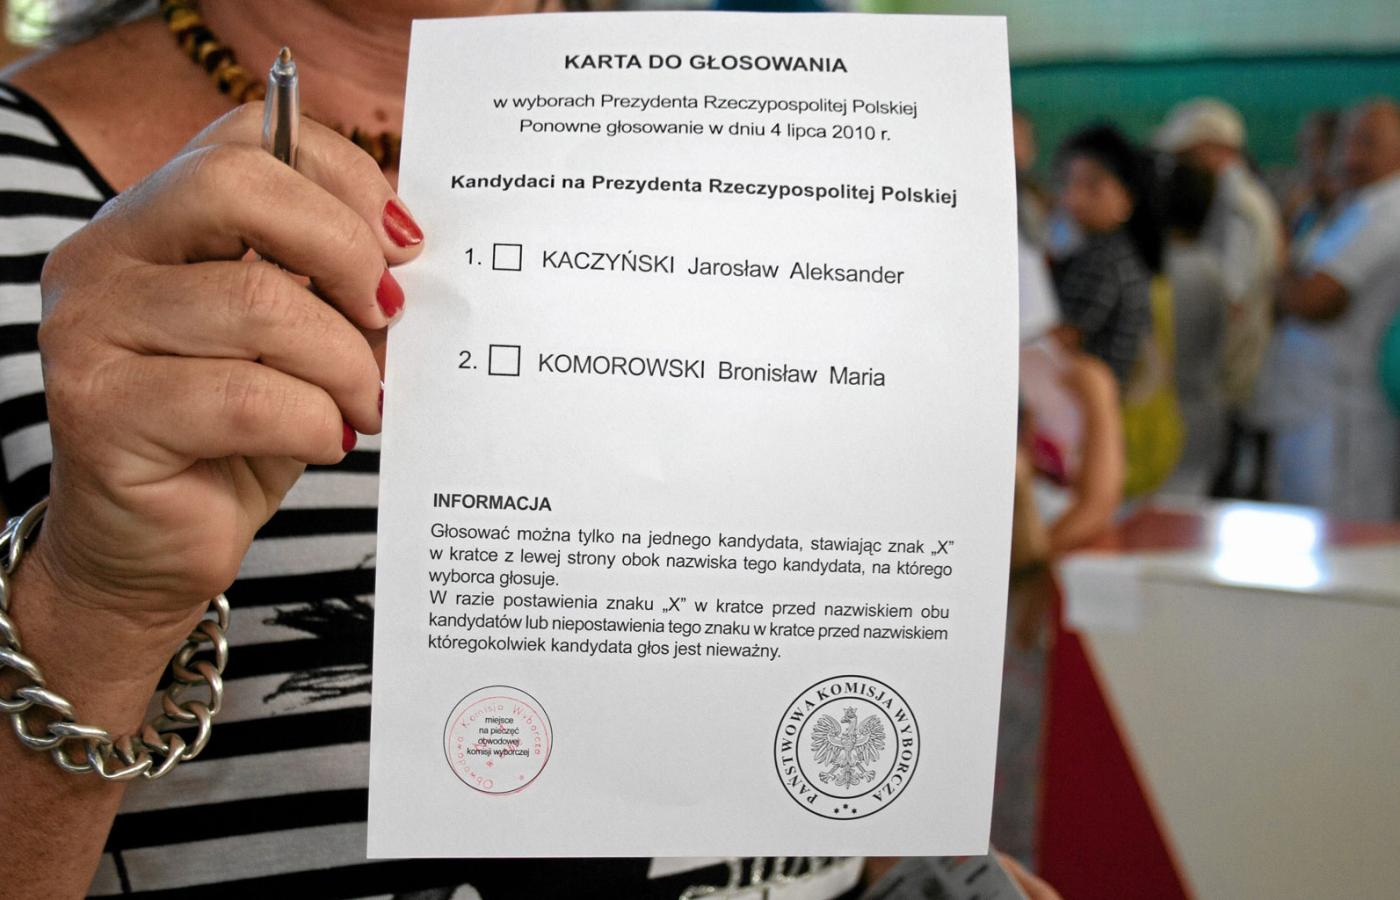 KARTA DO GŁOSOWANIA
w wyborach Prezydenta Rzeczypospolitej Polskiej
Ponowne głosowanie w dniu 4 lipca 2010 r.
Kandydaci na Prezydenta Rzeczypospolitej Polskiej
1. KACZYŃSKI Jarosław Aleksander
2. KOMOROWSKI Bronisław Maria
INFORMACJA
Głosować można tylko na jednego kandydata, stawiając znak „X”
w kratce z lewej strony obok nazwiska tego kandydata, na którego
wyborca głosuje.
W razie postawienia znaku „X” w kratce przed nazwiskiem obu
kandydatów lub niepostawienia tego znaku w kratce przed nazwiskiem
któregokolwiek kandydata głos jest nieważny.
Obwodowa Komisja Wyborcza
miejsce
na pieczęć
obwodowej
komisji wyborczej
PAŃSTWOWA KOMISJA WYBORCZA